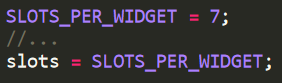 SLOTS_PER_WIDGET = 7;
//...
slots = SLOTS_PER_WIDGET;